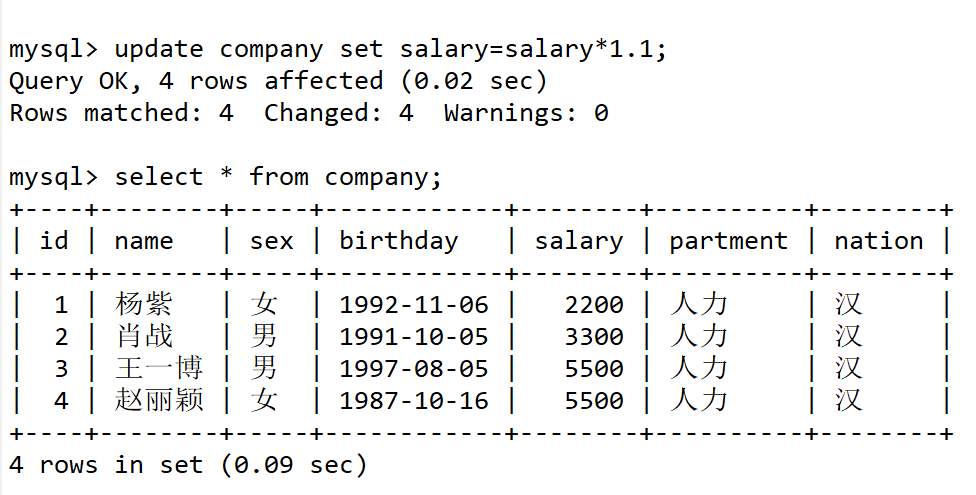 mysql> update company set salary=salary*1.1;
Query OK, 4 rows affected (0.02 sec)
Rows matched: 4  Changed: 4  Warnings: 0
mysql> select * from company;
+----+--------+-----+------------+--------+----------+--------+
| id | name   | sex | birthday   | salary | partment | nation |
+----+--------+-----+------------+--------+----------+--------+
|  1 | 杨紫   | 女  | 1992-11-06 |   2200 | 人力     | 汉     |
|  2 | 肖战   | 男  | 1991-10-05 |   3300 | 人力     | 汉     |
|  3 | 王一博 | 男  | 1997-08-05 |   5500 | 人力     | 汉     |
|  4 | 赵丽颖 | 女  | 1987-10-16 |   5500 | 人力     | 汉     |
+----+--------+-----+------------+--------+----------+--------+
4 rows in set (0.09 sec)